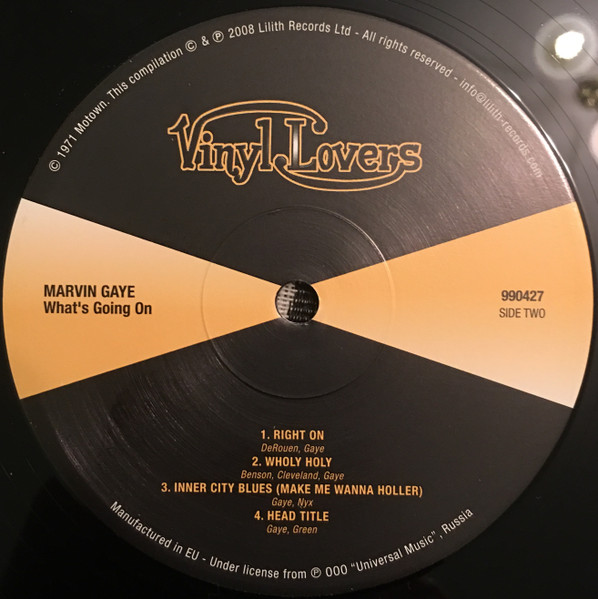 © 1971 Motown. This compilation © & ℗ 2008 Lilith Records Ltd - All rights reserved - info@lilith-records.com
Vinyl Lovers
MARVIN GAYE
What's Going On
990427
SIDE TWO
1. RIGHT ON
DeRouen, Gaye
2. WHOLY HOLY
Benson, Cleveland, Gaye
3. INNER CITY BLUES (MAKE ME WANNA HOLLER)
Gaye, Nyx
4. HEAD TITLE
Gaye, Green
Manufactured in EU - Under license from ℗ 000 "Universal Music" , Russia